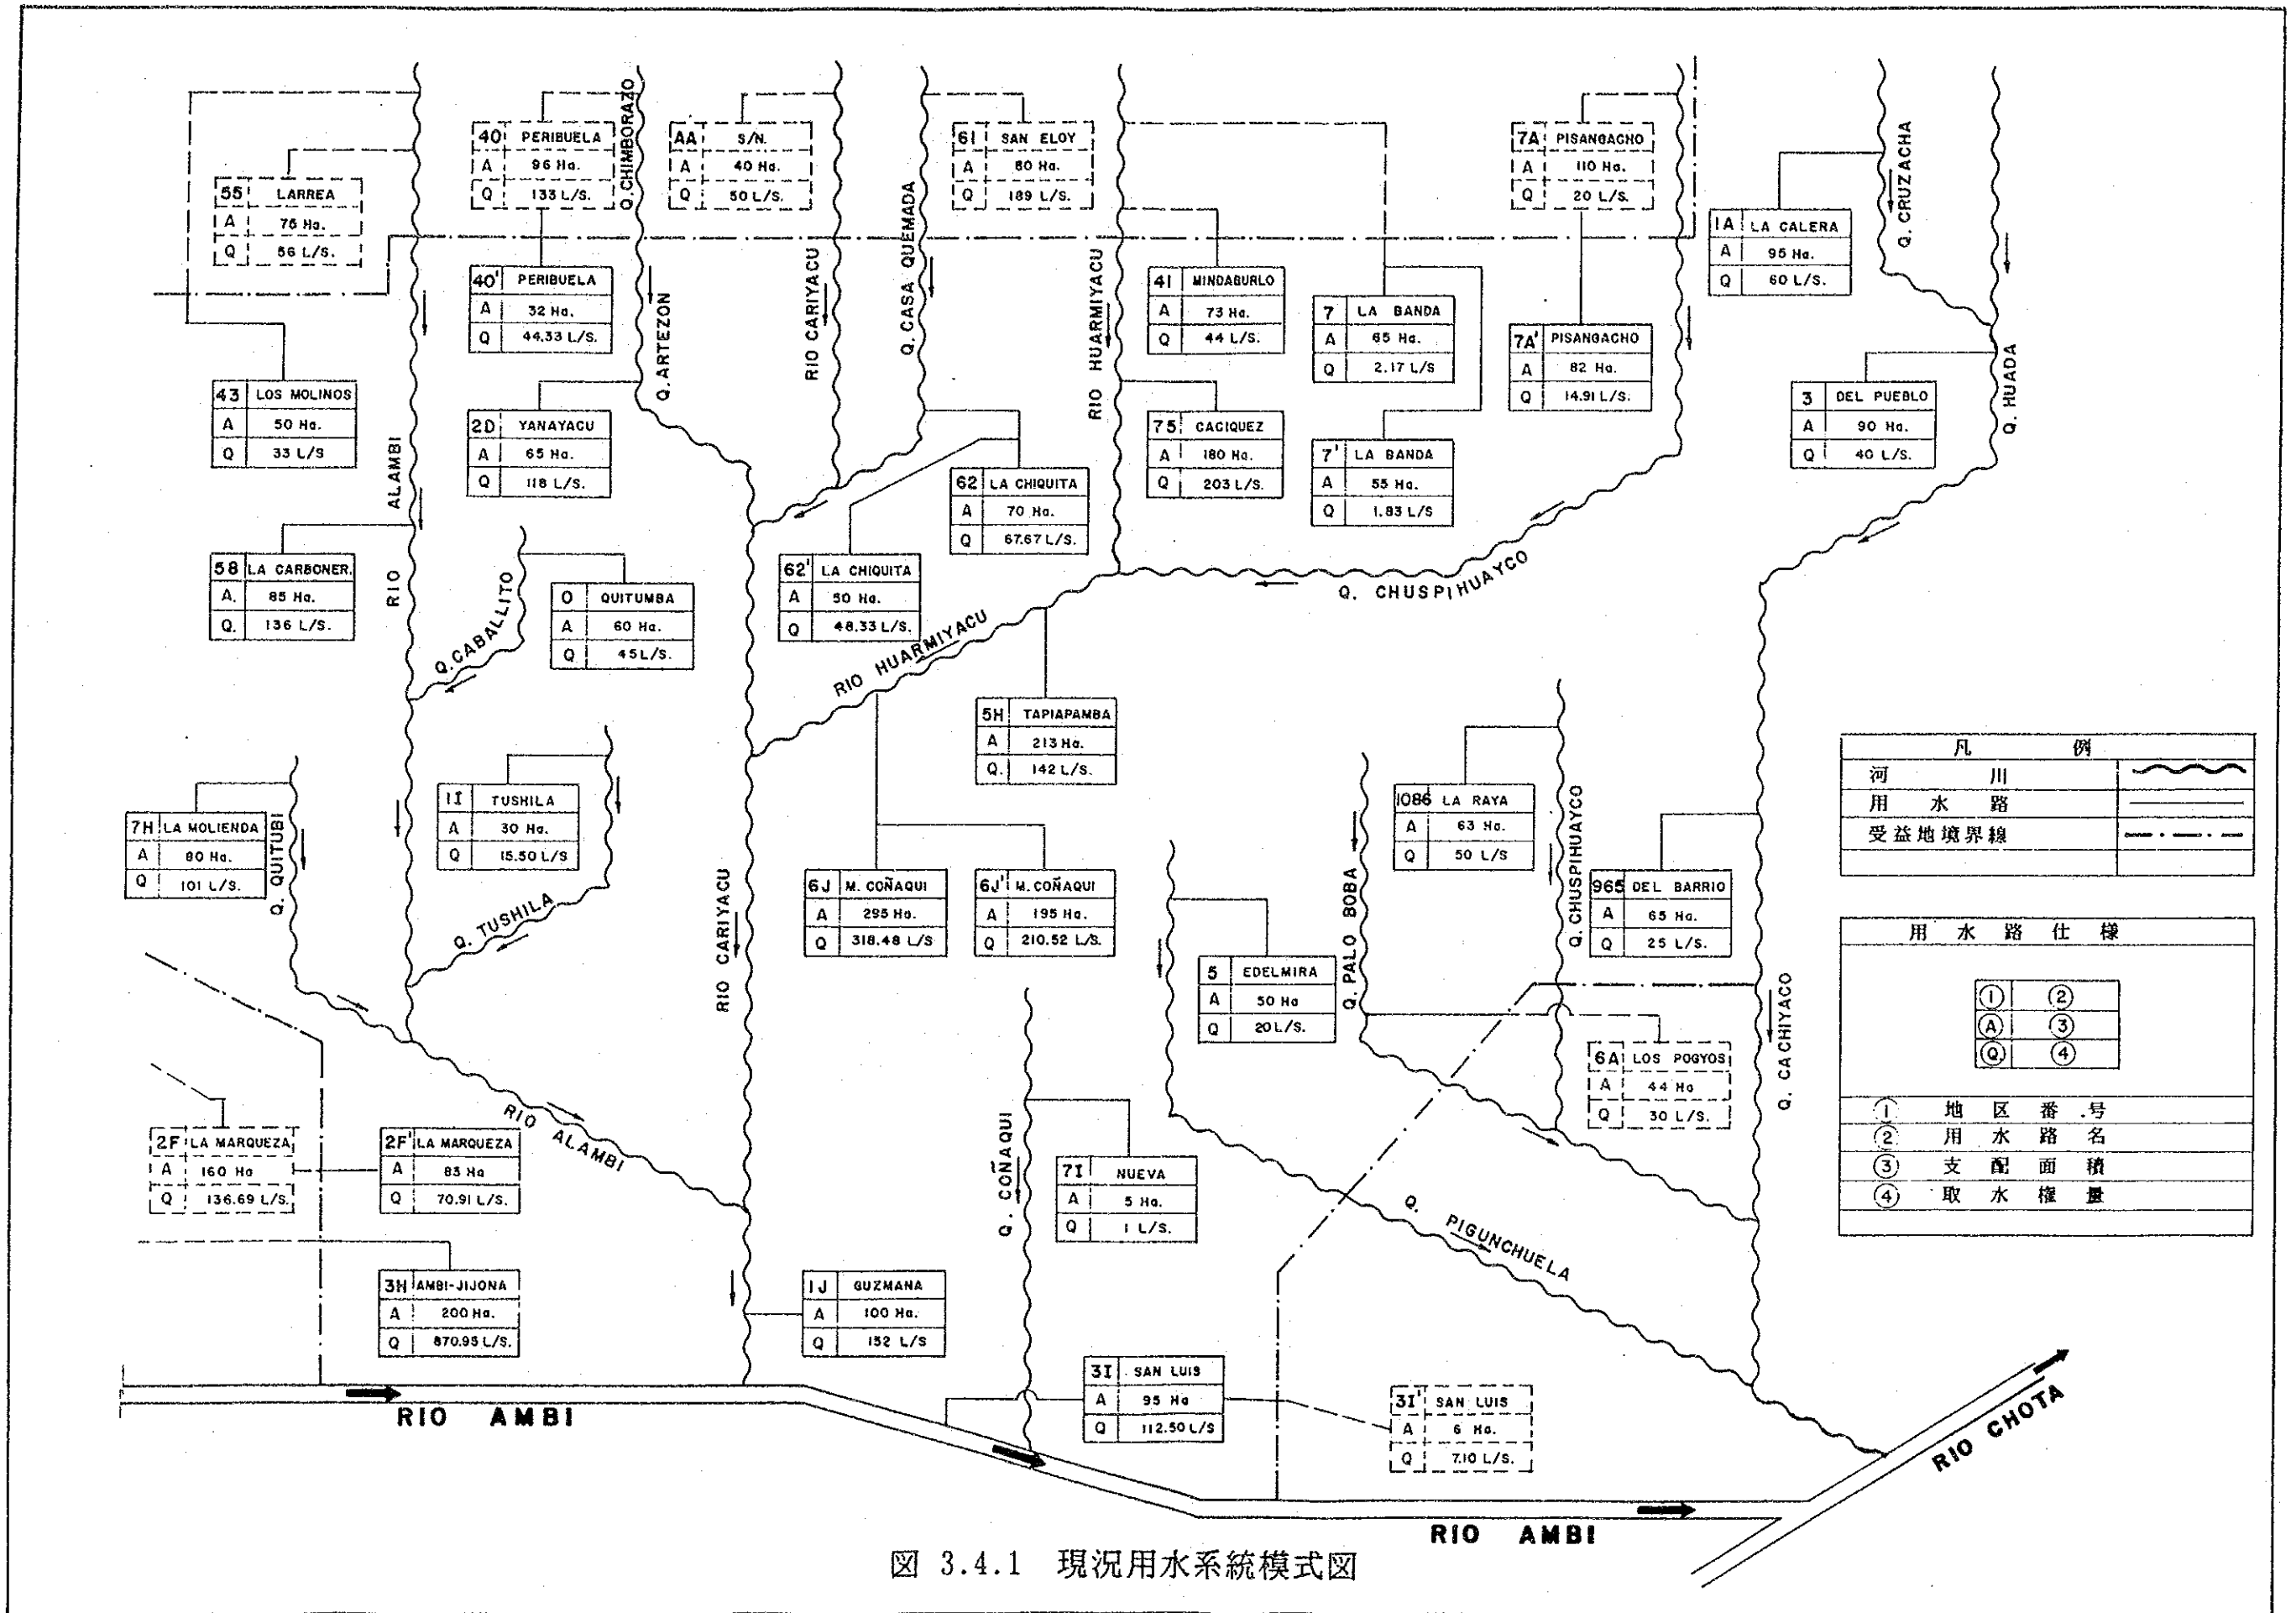 55 LARREA
A 75 Ha.
Q 56 L/S.
40 PERIBUELA
A 96 Ha.
Q 133 L/S.
Q. CHIMBORAZO
AA S/N.
A 40 Ha.
Q 50 L/S.
61 SAN ELOY
A 80 Ha.
Q 189 L/S.
7A PISANGACHO
A 110 Ha.
Q 20 L/S.
1A LA CALERA
A 95 Ha.
Q 60 L/S.
Q. CRUZACHA
40' PERIBUELA
A 32 Ha.
Q 44.33 L/S.
Q. ARTEZON
RIO CARIYACU
Q. CASA QUEMADA
RIO HUARMIYACU
41 MINDABURLO
A 73 Ha.
Q 44 L/S.
7 LA BANDA
A 65 Ha.
Q 2.17 L/S
7A' PISANGACHO
A 82 Ha.
Q 14.91 L/S.
3 DEL PUEBLO
A 90 Ha.
Q 40 L/S.
Q. HUADA
43 LOS MOLINOS
A 50 Ha.
Q 33 L/S
RIO ALAMBI
2D YANAYACU
A 65 Ha.
Q 118 L/S.
62 LA CHIQUITA
A 70 Ha.
Q 67.67 L/S.
75 CACIQUEZ
A 180 Ha.
Q 203 L/S.
7' LA BANDA
A 55 Ha.
Q 1.83 L/S
58 LA CARBONER.
A. 85 Ha.
Q. 136 L/S.
Q.CABALLITO
O QUITUMBA
A 60 Ha.
Q 45 L/S.
62' LA CHIQUITA
A 50 Ha.
Q 48.33 L/S.
RIO HUARMIYACU
Q. CHUSPIHUAYCO
5H TAPIAPAMBA
A 213 Ha.
Q. 142 L/S.
7H LA MOLIENDA
A 80 Ha.
Q 101 L/S.
Q. QUITUBI
1I TUSHILA
A 30 Ha.
Q 15.50 L/S
Q. TUSHILA
RIO CARIYACU
6J M. COÑAQUI
A 295 Ha.
Q 318.48 L/S
6J' M. COÑAQUI
A 195 Ha.
Q 210.52 L/S.
1086 LA RAYA
A 63 Ha.
Q 50 L/S
Q. PALO BOBA
Q. CHUSPIHUAYCO
965 DEL BARRIO
A 65 Ha.
Q 25 L/S.
5 EDELMIRA
A 50 Ha
Q 20 L/S.
6A LOS POGYOS
A 44 Ha
Q 30 L/S.
Q. CACHIYACO
凡 例
河 川
用 水 路
受益地境界線
用 水 路 仕 様
① ②
Ⓐ ③
Ⓠ ④
① 地 区 番 号
② 用 水 路 名
③ 支 配 面 積
④ 取 水 権 量
2F LA MARQUEZA
A 160 Ha
Q 136.69 L/S.
2F' LA MARQUEZA
A 83 Ha
Q 70.91 L/S.
RIO ALAMBI
Q. COÑAQUI
7I NUEVA
A 5 Ha.
Q 1 L/S.
Q. PIGUNCHUELA
3H AMBI-JIJONA
A 200 Ha.
Q 870.95 L/S.
1J GUZMANA
A 100 Ha.
Q 152 L/S
3I SAN LUIS
A 95 Ha
Q 112.50 L/S
3I' SAN LUIS
A 6 Ha.
Q 7.10 L/S.
RIO AMBI
RIO CHOTA
RIO AMBI
図 3.4.1 現況用水系統模式図